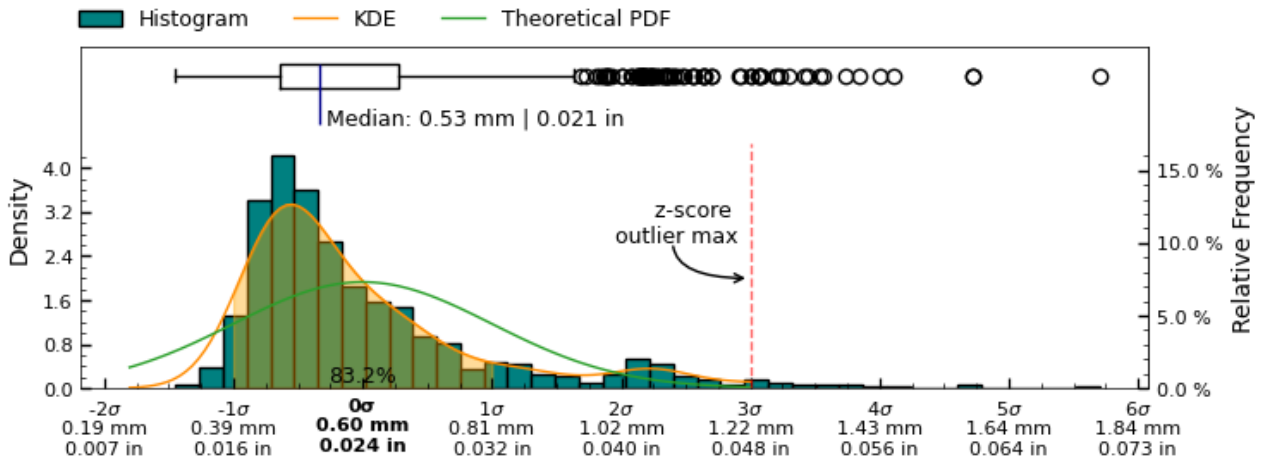 Histogram KDE Theoretical PDF
Median: 0.53 mm | 0.021 in
Density
4.0
3.2
2.4
1.6
0.8
0.0
z-score
outlier max
83.2%
15.0 %
10.0 %
5.0 %
0.0 %
Relative Frequency
-2σ -1σ 0σ 1σ 2σ 3σ 4σ 5σ 6σ
0.19 mm 0.39 mm 0.60 mm 0.81 mm 1.02 mm 1.22 mm 1.43 mm 1.64 mm 1.84 mm
0.007 in 0.016 in 0.024 in 0.032 in 0.040 in 0.048 in 0.056 in 0.064 in 0.073 in